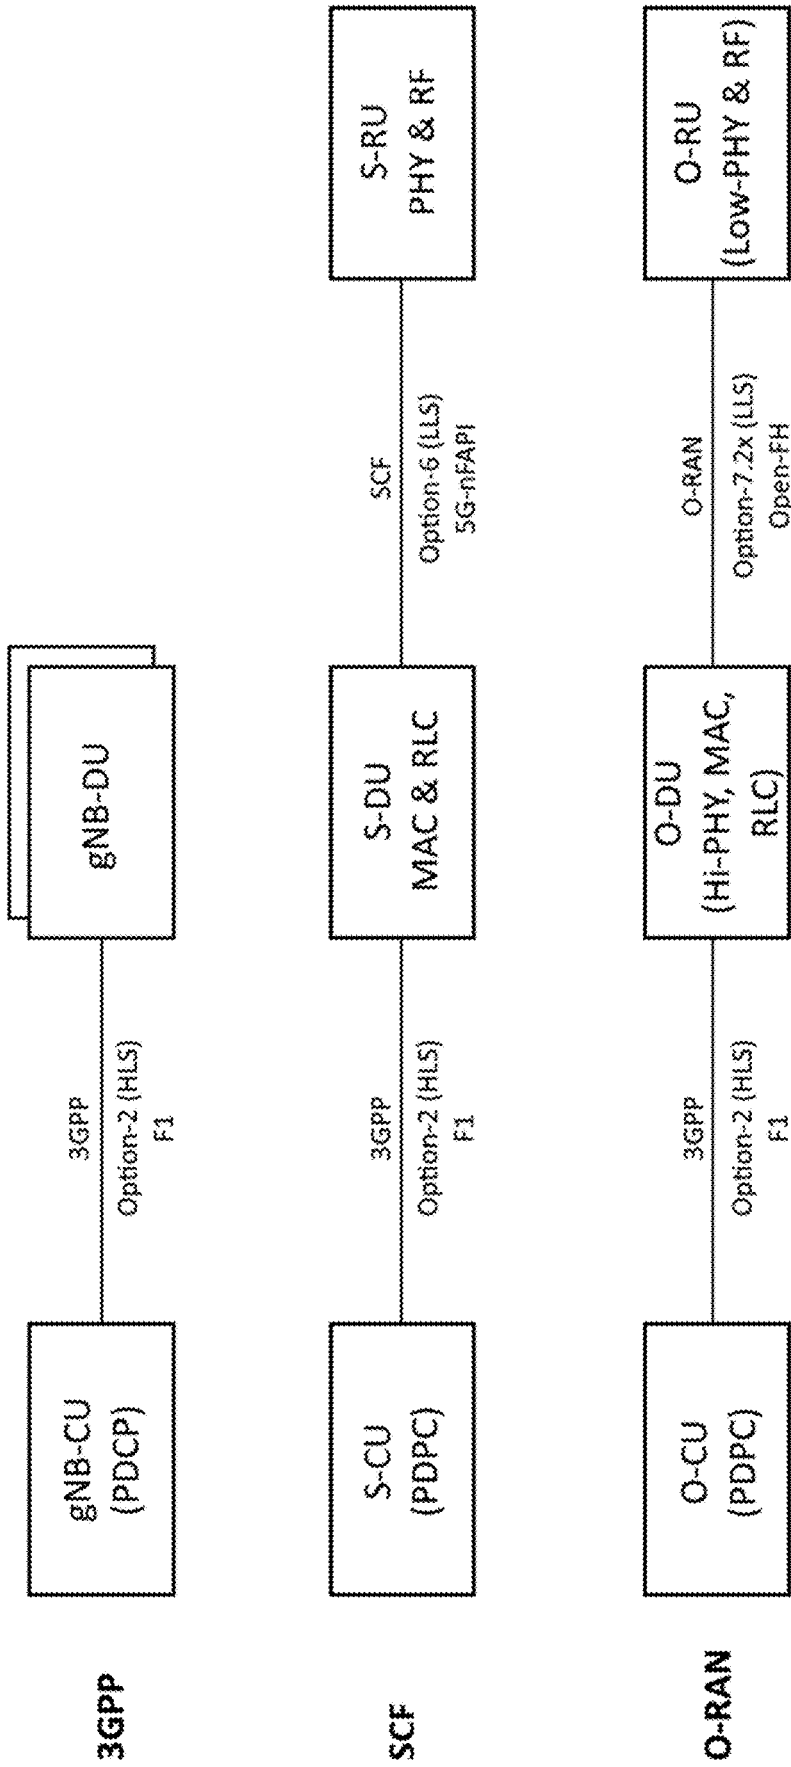 3GPP
gNB-CU
(PDCP)
3GPP
Option-2 (HLS)
F1
gNB-DU
SCF
S-CU
(PDPC)
3GPP
Option-2 (HLS)
F1
S-DU
MAC & RLC
SCF
Option-6 (LLS)
5G-nFAPI
S-RU
PHY & RF
O-RAN
O-CU
(PDPC)
3GPP
Option-2 (HLS)
F1
O-DU
(Hi-PHY, MAC,
RLC)
O-RAN
Option-7.2x (LLS)
Open-FH
O-RU
(Low-PHY & RF)